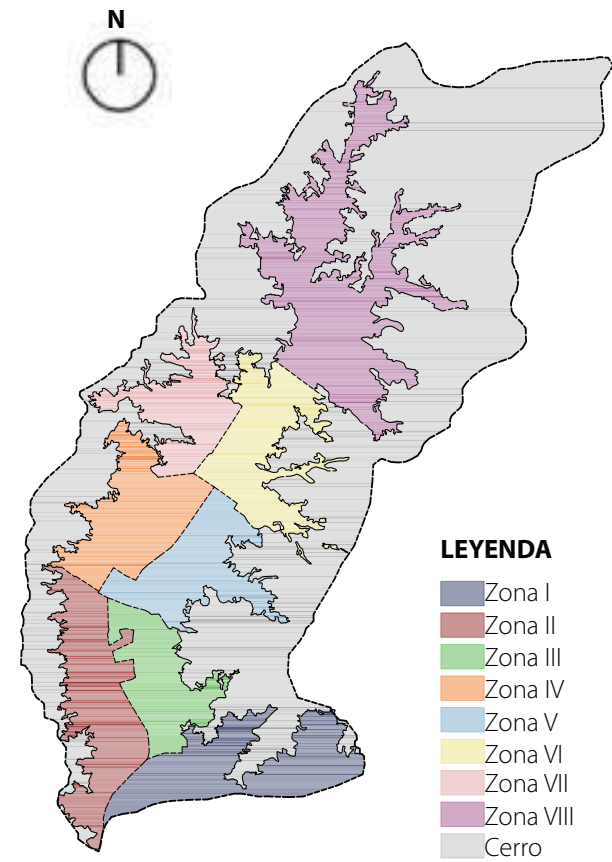 N
LEYENDA
Zona I
Zona II
Zona III
Zona IV
Zona V
Zona VI
Zona VII
Zona VIII
Cerro